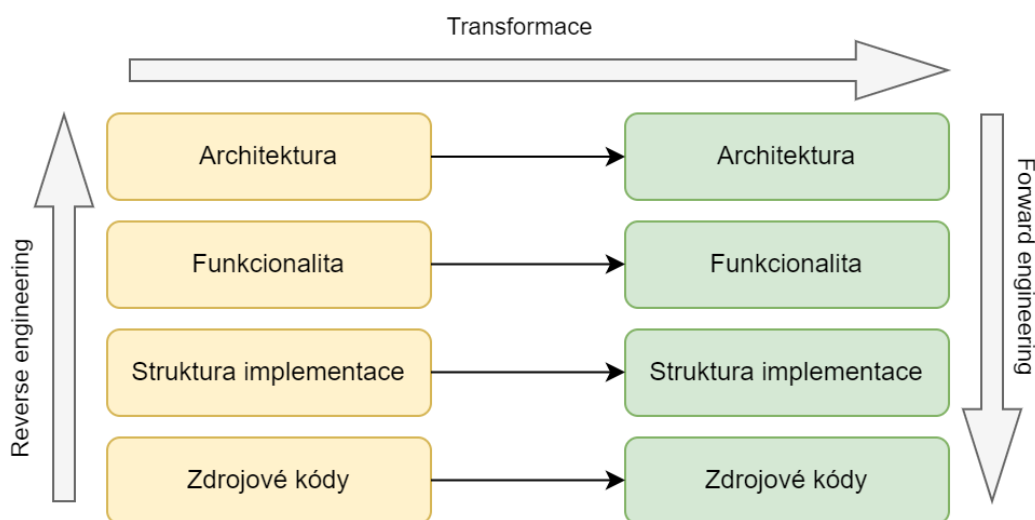 Transformace
Reverse engineering
Architektura
Architektura
Funkcionalita
Funkcionalita
Struktura implementace
Struktura implementace
Zdrojové kódy
Zdrojové kódy
Forward engineering